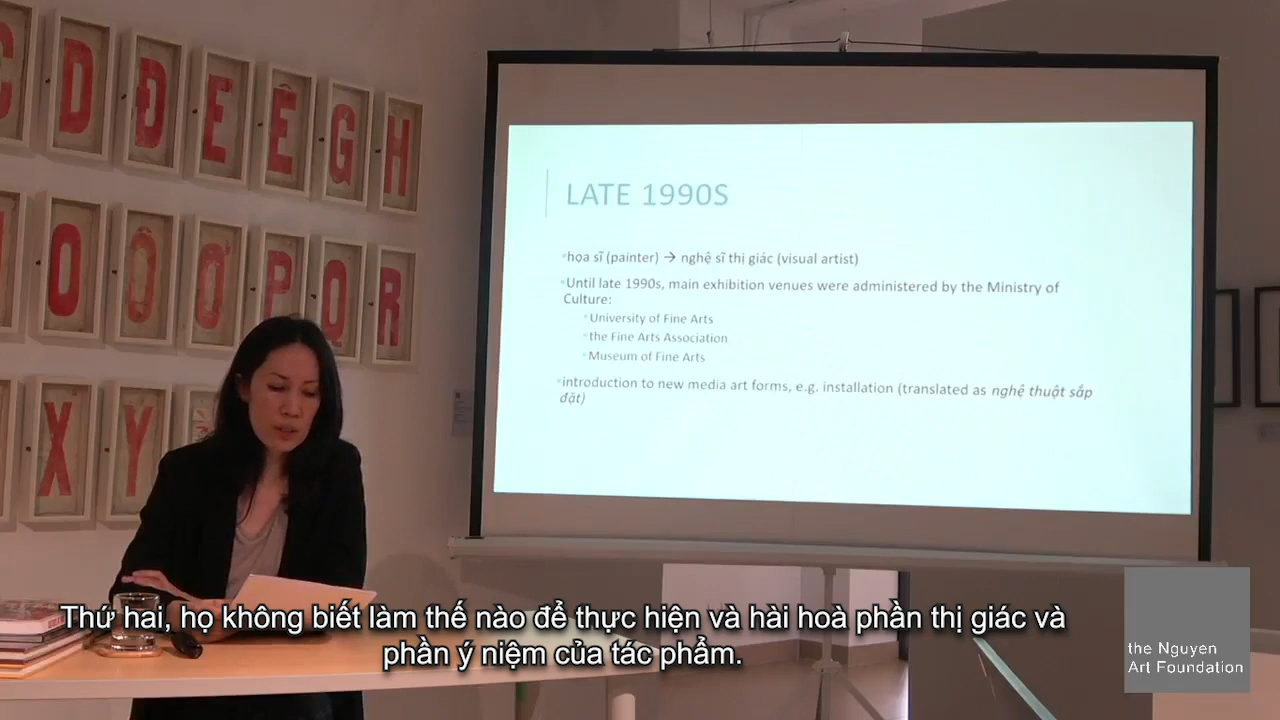 C D Đ E Ê G H
O Ô Ơ P Q R
X Y
LATE 1990S
họa sĩ (painter) → nghệ sĩ thị giác (visual artist)
Until late 1990s, main exhibition venues were administered by the Ministry of
Culture:
University of Fine Arts
the Fine Arts Association
Museum of Fine Arts
introduction to new media art forms, e.g. installation (translated as nghệ thuật sắp
đặt)
Thứ hai, họ không biết làm thế nào để thực hiện và hài hoà phần thị giác và
phần ý niệm của tác phẩm.
the Nguyen
Art Foundation